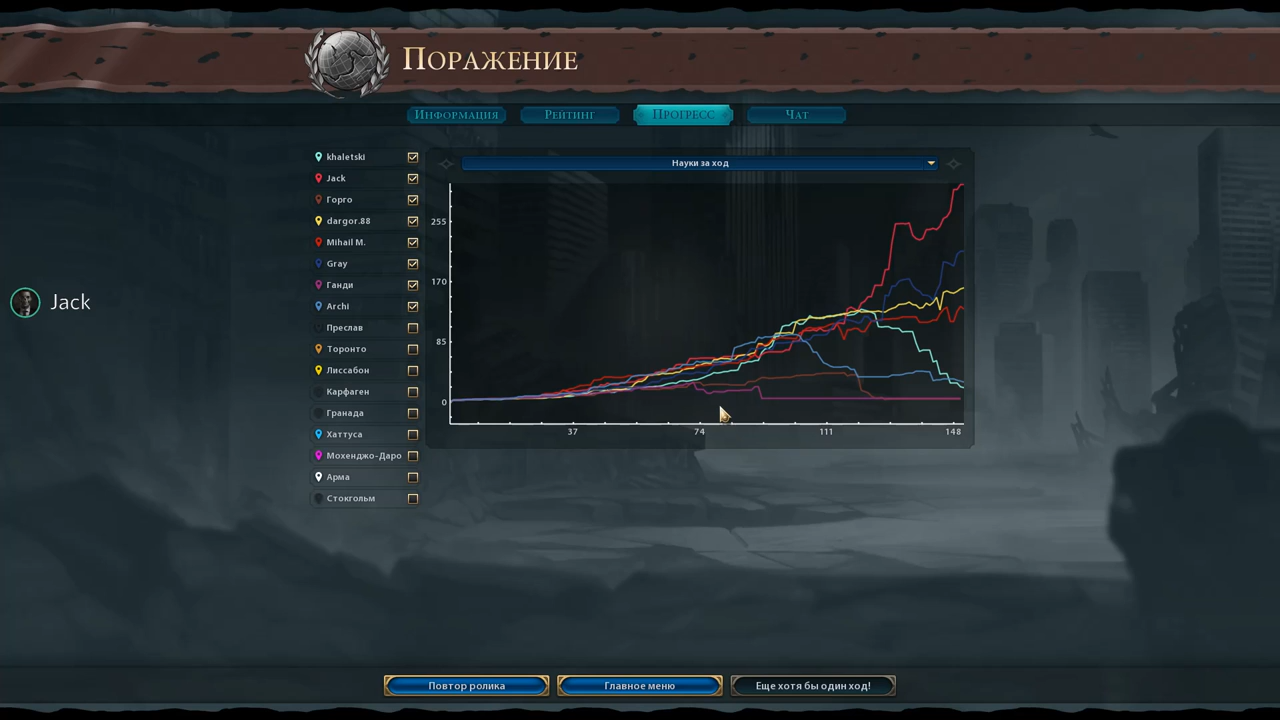 Поражение
Информация
Рейтинг
Прогресс
Чат
khaletski
Jack
Горго
dargor.88
Mihail M.
Gray
Ганди
Archi
Преслав
Торонто
Лиссабон
Карфаген
Гранада
Хаттуса
Мохенджо-Даро
Арма
Стокгольм
Науки за ход
255
170
85
0
37
74
111
148
Jack
Повтор ролика
Главное меню
Еще хотя бы один ход!